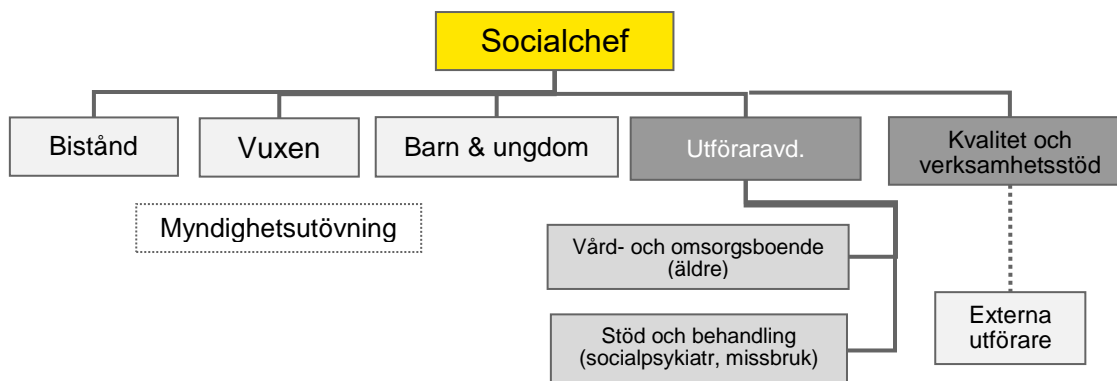 Socialchef
Bistånd
Vuxen
Barn & ungdom
Utföraravd.
Kvalitet och
verksamhetsstöd
Myndighetsutövning
Vård- och omsorgsboende
(äldre)
Stöd och behandling
(socialpsykiatr, missbruk)
Externa
utförare